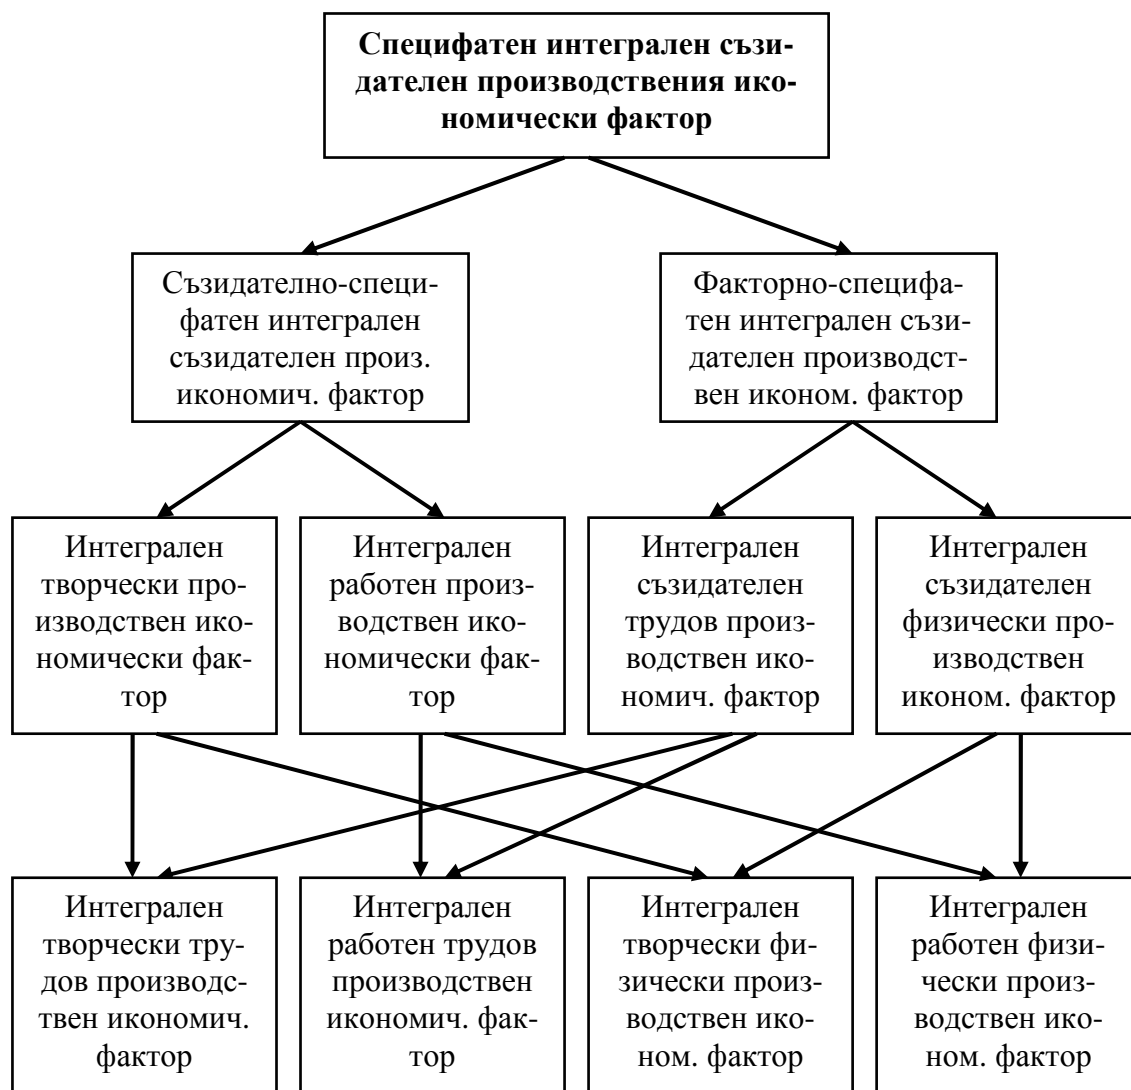 Специфатен интегрален съзи-
дателен производствения ико-
номически фактор
Съзидателно-специ-
фатен интегрален
съзидателен произ.
икономич. фактор
Факторно-специфа-
тен интегрален съзи-
дателен производст-
вен иконом. фактор
Интегрален
творчески про-
изводствен ико-
номически фак-
тор
Интегрален
работен произ-
водствен ико-
номически фак-
тор
Интегрален
съзидателен
трудов произ-
водствен ико-
номич. фактор
Интегрален
съзидателен
физически про-
изводствен
иконом. фактор
Интегрален
творчески тру-
дов производс-
твен икономич.
фактор
Интегрален
работен трудов
производствен
икономич. фак-
тор
Интегрален
творчески фи-
зически произ-
водствен ико-
ном. фактор
Интегрален
работен физи-
чески произ-
водствен ико-
ном. фактор